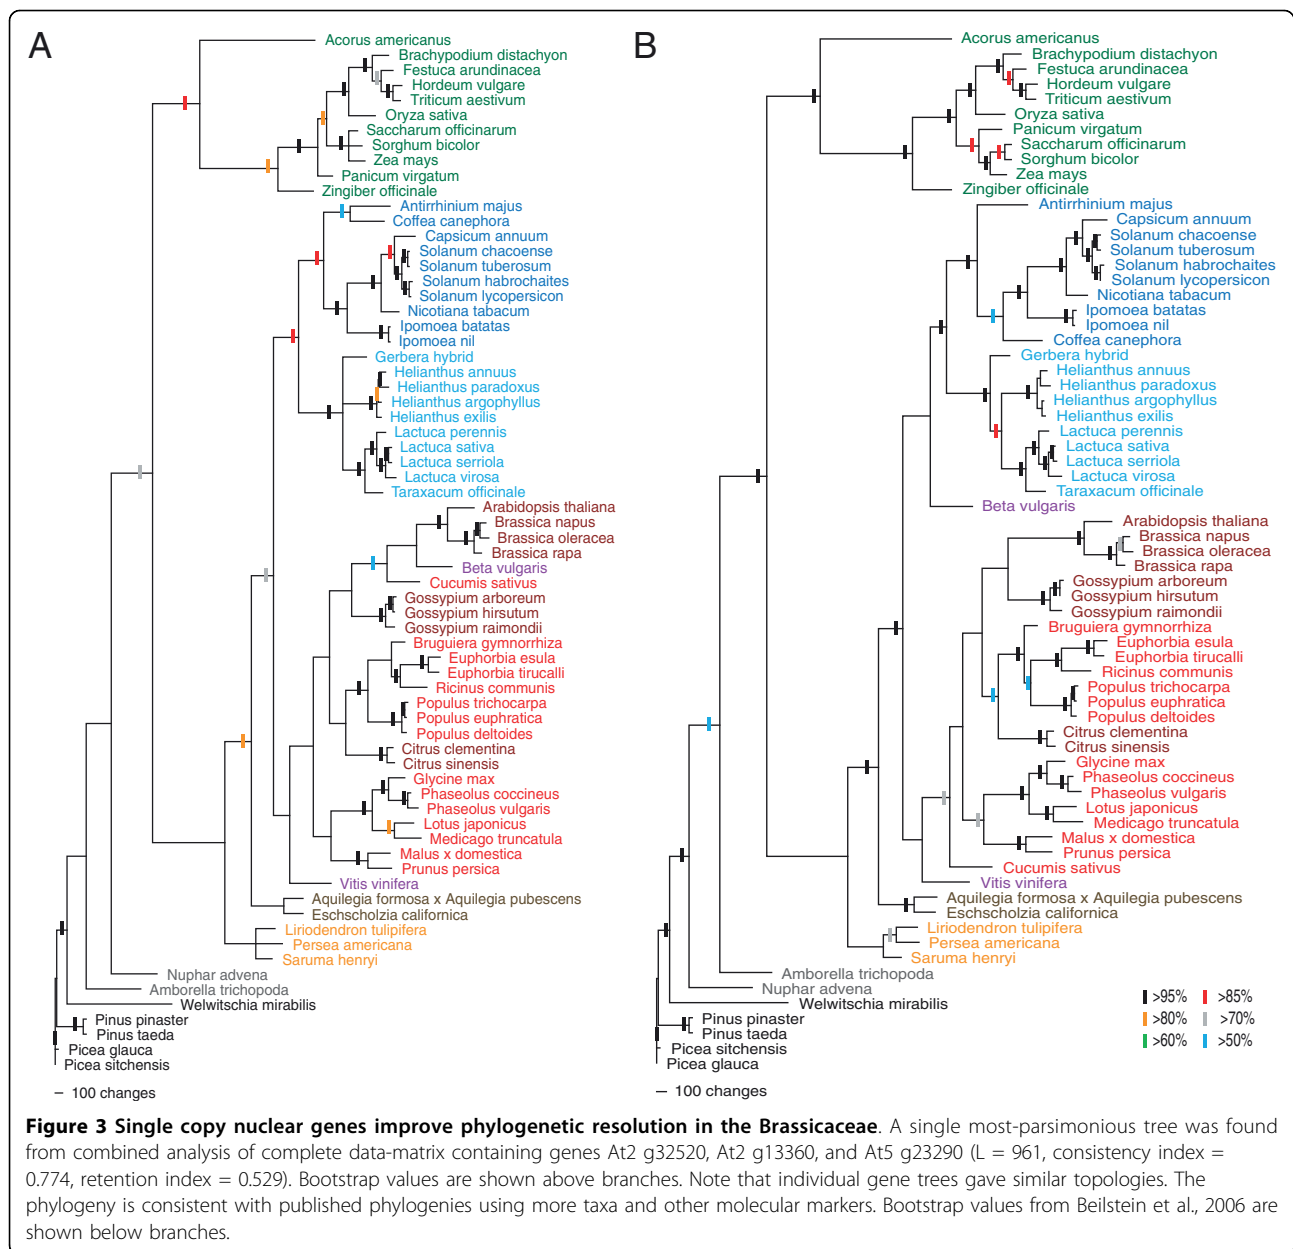 A
Acorus americanus
Brachypodium distachyon
Festuca arundinacea
Hordeum vulgare
Triticum aestivum
Oryza sativa
Saccharum officinarum
Sorghum bicolor
Zea mays
Panicum virgatum
Zingiber officinale
Antirrhinium majus
Coffea canephora
Capsicum annuum
Solanum chacoense
Solanum tuberosum
Solanum habrochaites
Solanum lycopersicon
Nicotiana tabacum
Ipomoea batatas
Ipomoea nil
Gerbera hybrid
Helianthus annuus
Helianthus paradoxus
Helianthus argophyllus
Helianthus exilis
Lactuca perennis
Lactuca sativa
Lactuca serriola
Lactuca virosa
Taraxacum officinale
Arabidopsis thaliana
Brassica napus
Brassica oleracea
Brassica rapa
Beta vulgaris
Cucumis sativus
Gossypium arboreum
Gossypium hirsutum
Gossypium raimondii
Bruguiera gymnorrhiza
Euphorbia esula
Euphorbia tirucalli
Ricinus communis
Populus trichocarpa
Populus euphratica
Populus deltoides
Citrus clementina
Citrus sinensis
Glycine max
Phaseolus coccineus
Phaseolus vulgaris
Lotus japonicus
Medicago truncatula
Malus x domestica
Prunus persica
Vitis vinifera
Aquilegia formosa x Aquilegia pubescens
Eschscholzia californica
Liriodendron tulipifera
Persea americana
Saruma henryi
Nuphar advena
Amborella trichopoda
Welwitschia mirabilis
Pinus pinaster
Pinus taeda
Picea glauca
Picea sitchensis
100 changes
B
Acorus americanus
Brachypodium distachyon
Festuca arundinacea
Hordeum vulgare
Triticum aestivum
Oryza sativa
Panicum virgatum
Saccharum officinarum
Sorghum bicolor
Zea mays
Zingiber officinale
Antirrhinium majus
Capsicum annuum
Solanum chacoense
Solanum tuberosum
Solanum habrochaites
Solanum lycopersicon
Nicotiana tabacum
Ipomoea batatas
Ipomoea nil
Coffea canephora
Gerbera hybrid
Helianthus annuus
Helianthus paradoxus
Helianthus argophyllus
Helianthus exilis
Lactuca perennis
Lactuca sativa
Lactuca serriola
Lactuca virosa
Taraxacum officinale
Beta vulgaris
Arabidopsis thaliana
Brassica napus
Brassica oleracea
Brassica rapa
Gossypium arboreum
Gossypium hirsutum
Gossypium raimondii
Bruguiera gymnorrhiza
Euphorbia esula
Euphorbia tirucalli
Ricinus communis
Populus trichocarpa
Populus euphratica
Populus deltoides
Citrus clementina
Citrus sinensis
Glycine max
Phaseolus coccineus
Phaseolus vulgaris
Lotus japonicus
Medicago truncatula
Malus x domestica
Prunus persica
Cucumis sativus
Vitis vinifera
Aquilegia formosa x Aquilegia pubescens
Eschscholzia californica
Liriodendron tulipifera
Persea americana
Saruma henryi
Amborella trichopoda
Nuphar advena
Welwitschia mirabilis
Pinus pinaster
Pinus taeda
Picea sitchensis
Picea glauca
100 changes
>95% >85%
>80% >70%
>60% >50%
Figure 3 Single copy nuclear genes improve phylogenetic resolution in the Brassicaceae. A single most-parsimonious tree was found
from combined analysis of complete data-matrix containing genes At2 g32520, At2 g13360, and At5 g23290 (L = 961, consistency index =
0.774, retention index = 0.529). Bootstrap values are shown above branches. Note that individual gene trees gave similar topologies. The
phylogeny is consistent with published phylogenies using more taxa and other molecular markers. Bootstrap values from Beilstein et al., 2006 are
shown below branches.